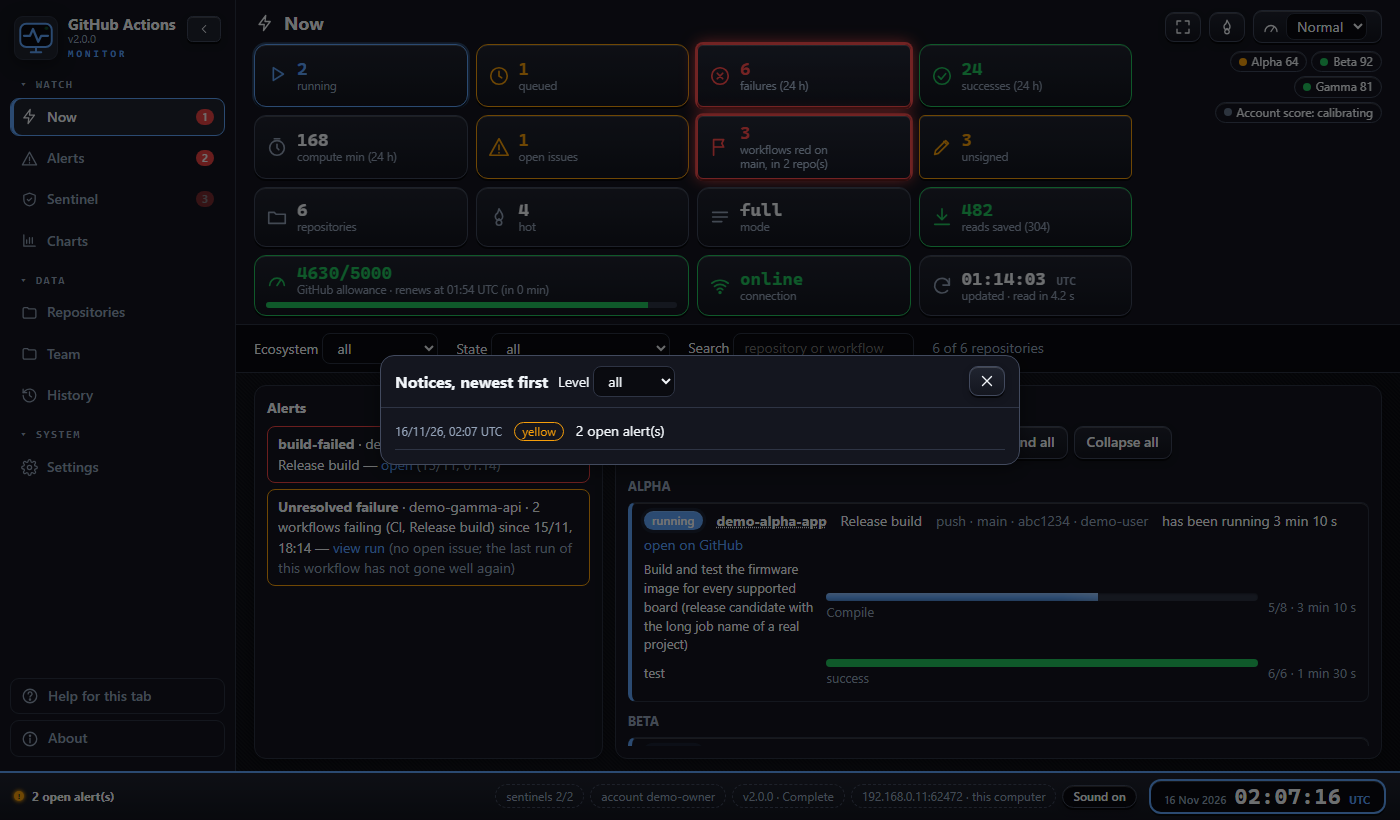 GitHub Actions
v2.0.0
MONITOR
WATCH
Now
1
Alerts
2
Sentinel
3
Charts
DATA
Repositories
Team
History
SYSTEM
Settings
Help for this tab
About
Now
Normal
2
running
1
queued
6
failures (24 h)
24
successes (24 h)
Alpha 64
Beta 92
Gamma 81
Account score: calibrating
168
compute min (24 h)
1
open issues
3
workflows red on
main, in 2 repo(s)
3
unsigned
6
repositories
4
hot
full
mode
482
reads saved (304)
4630/5000
GitHub allowance · renews at 01:54 UTC (in 0 min)
online
connection
01:14:03 UTC
updated · read in 4.2 s
Ecosystem all State all Search repository or workflow 6 of 6 repositories
Notices, newest first Level all
16/11/26, 02:07 UTC yellow 2 open alert(s)
Alerts
build-failed · de
Release build — open (15/11, 01:14)
Unresolved failure · demo-gamma-api · 2
workflows failing (CI, Release build) since 15/11,
18:14 — view run (no open issue; the last run of
this workflow has not gone well again)
nd all
Collapse all
ALPHA
running demo-alpha-app Release build push · main · abc1234 · demo-user has been running 3 min 10 s
open on GitHub
Build and test the firmware
image for every supported
board (release candidate with
the long job name of a real
project)
Compile
5/8 · 3 min 10 s
test
success
6/6 · 1 min 30 s
BETA
2 open alert(s)
sentinels 2/2
account demo-owner
v2.0.0 · Complete
192.168.0.11:62472 · this computer
Sound on
16 Nov 2026 02:07:16 UTC